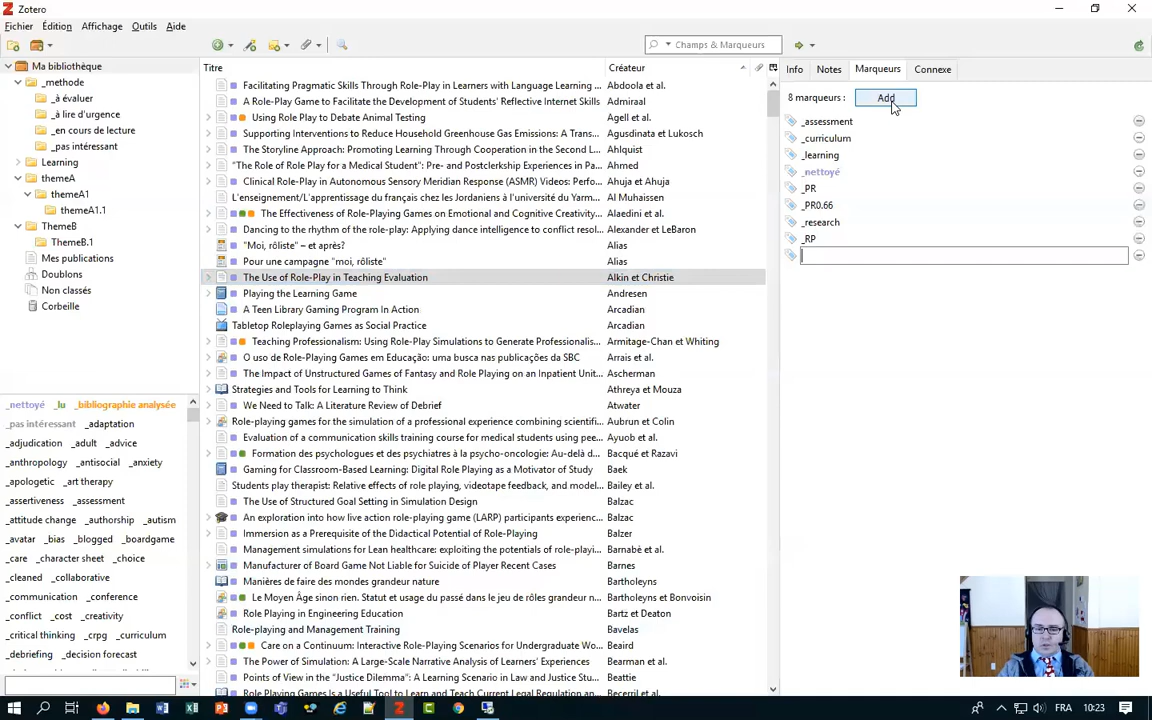 Zotero
Fichier Édition Affichage Outils Aide
Champs & Marqueurs
Ma bibliothèque
_methode
_à évaluer
_à lire d'urgence
_en cours de lecture
_pas intéressant
Learning
themeA
themeA1
themeA1.1
ThemeB
ThemeB.1
Mes publications
Doublons
Non classés
Corbeille
_nettoyé _lu _bibliographie analysée
_pas intéressant _adaptation
_adjudication _adult _advice
_anthropology _antisocial _anxiety
_apologetic _art therapy
_assertiveness _assessment
_attitude change _authorship _autism
_avatar _bias _blogged _boardgame
_care _character sheet _choice
_cleaned _collaborative
_communication _conference
_conflict _cost _creativity
_critical thinking _crpg _curriculum
_debriefing _decision forecast
Titre Créateur
Facilitating Pragmatic Skills Through Role-Play in Learners with Language Learning ... Abdoola et al.
A Role-Play Game to Facilitate the Development of Students' Reflective Internet Skills Admiral
Using Role Play to Debate Animal Testing Agell et al.
Supporting Interventions to Reduce Household Greenhouse Gas Emissions: A Trans... Agusdinata et Lukosch
The Storyline Approach: Promoting Learning Through Cooperation in the Second L... Ahlquist
"The Role of Role Play for a Medical Student": Pre- and Postclerkship Experiences in Pa... Ahmed
Clinical Role-Play in Autonomous Sensory Meridian Response (ASMR) Videos: Perfo... Ahuja et Ahuja
L'enseignement/L'apprentissage du français chez les Jordaniens à l'université du Yarm... Al Muhaissen
The Effectiveness of Role-Playing Games on Emotional and Cognitive Creativity... Alaedini et al.
Dancing to the rhythm of the role-play: Applying dance intelligence to conflict resol... Alexander et LeBaron
"Moi, rôliste" – et après? Alias
Pour une campagne "moi, rôliste" Alias
The Use of Role-Play in Teaching Evaluation Alkin et Christie
Playing the Learning Game Andresen
A Teen Library Gaming Program In Action Arcadian
Tabletop Roleplaying Games as Social Practice Arcadian
Teaching Professionalism: Using Role-Play Simulations to Generate Professionalis... Armitage-Chan et Whiting
O uso de Role-Playing Games em Educação: uma busca nas publicações da SBC Arrais et al.
The Impact of Unstructured Games of Fantasy and Role Playing on an Inpatient Unit... Ascherman
Strategies and Tools for Learning to Think Athreya et Mouza
We Need to Talk: A Literature Review of Debrief Atwater
Role-playing games for the simulation of a professional experience combining scientifi... Aubrun et Colin
Evaluation of a communication skills training course for medical students using pee... Ayuob et al.
Formation des psychologues et des psychiatres à la psycho-oncologie: Au-delà de... Bacqué et Razavi
Gaming for Classroom-Based Learning: Digital Role Playing as a Motivator of Study Baek
Students play therapist: Relative effects of role playing, videotape feedback, and model... Bailey et al.
The Use of Structured Goal Setting in Simulation Design Balzac
An exploration into how live action role-playing game (LARP) participants experienc... Balzac
Immersion as a Prerequisite of the Didactical Potential of Role-Playing Balzer
Management simulations for Lean healthcare: exploiting the potentials of role-playi... Barnabè et al.
Manufacturer of Board Game Not Liable for Suicide of Player Recent Cases Barnes
Manières de faire des mondes grandeur nature Bartholeyns
Le Moyen Âge sinon rien. Statut et usage du passé dans le jeu de rôles grandeur n... Bartholeyns et Bonvoisin
Role Playing in Engineering Education Bartz et Deaton
Role-playing and Management Training Bavelas
Care on a Continuum: Interactive Role-Playing Scenarios for Undergraduate Wo... Beaird
The Power of Simulation: A Large-Scale Narrative Analysis of Learners' Experiences Bearman et al.
Points of View in the "Justice Dilemma": A Learning Scenario in Law and Justice Stu... Beattie
Role Playing Games Is a Useful Tool to Learn and Teach Current Legal Regulation an... Becerril et al.
Info Notes Marqueurs Connexe
8 marqueurs : Add
_assessment
_curriculum
_learning
_nettoyé
_PR
_PR0.66
_research
_RP
FRA 10:23